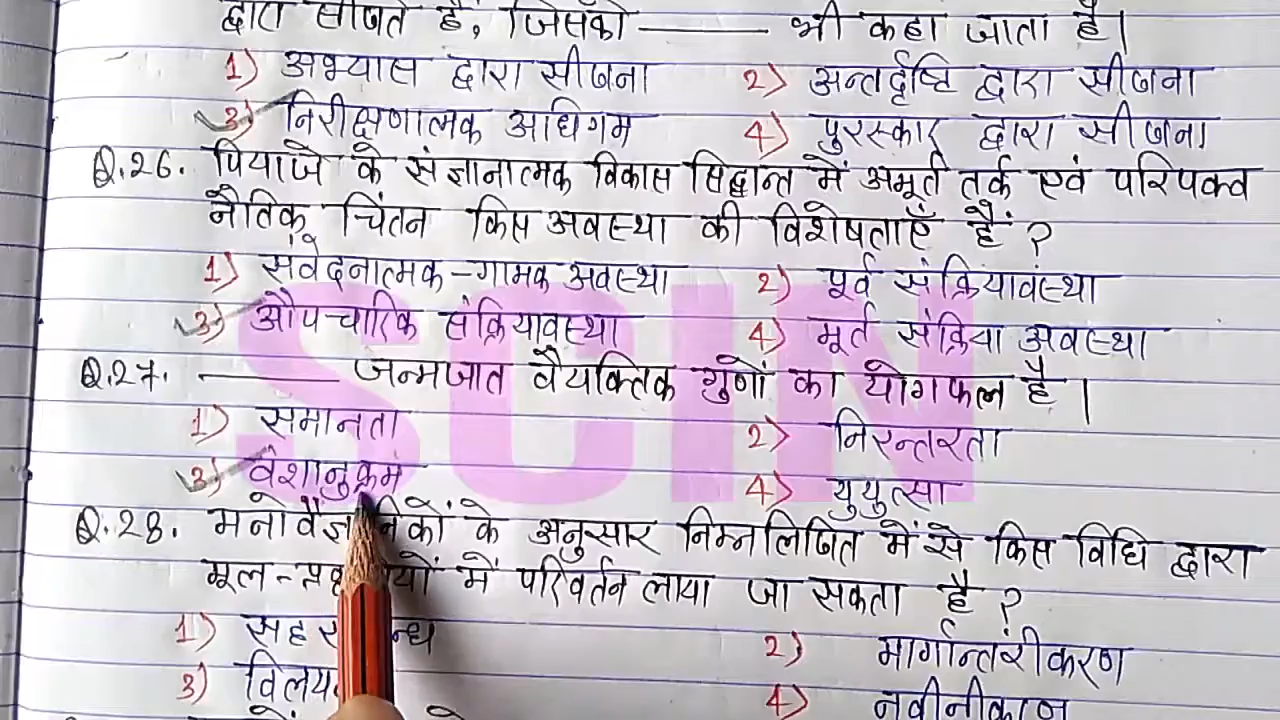 द्वारा सीखते हैं, जिसको ——— भी कहा जाता है।
1) अभ्यास द्वारा सीखना 2) अन्तर्दृष्टि द्वारा सीखना
3) निरीक्षणात्मक अधिगम 4) पुरस्कार द्वारा सीखना
Q.26. पियाजे के संज्ञानात्मक विकास सिद्धान्त में अमूर्त तर्क एवं परिपक्व
नैतिक चिंतन किस अवस्था की विशेषताएँ हैं ?
1) संवेदनात्मक-गामक अवस्था 2) पूर्व संक्रियावस्था
3) औपचारिक संक्रियावस्था 4) मूर्त संक्रिया अवस्था
Q.27. ——— जन्मजात वैयक्तिक गुणों का योगफल है।
1) समानता 2) निरन्तरता
3) वंशानुक्रम 4) युयुत्सा
Q.28. मनोवैज्ञानिकों के अनुसार निम्नलिखित में से किस विधि द्वारा
मूल- में परिवर्तन लाया जा सकता है ?
1) 2) मार्गान्तरीकरण
3) 4) नवीनीकरण
SCIN